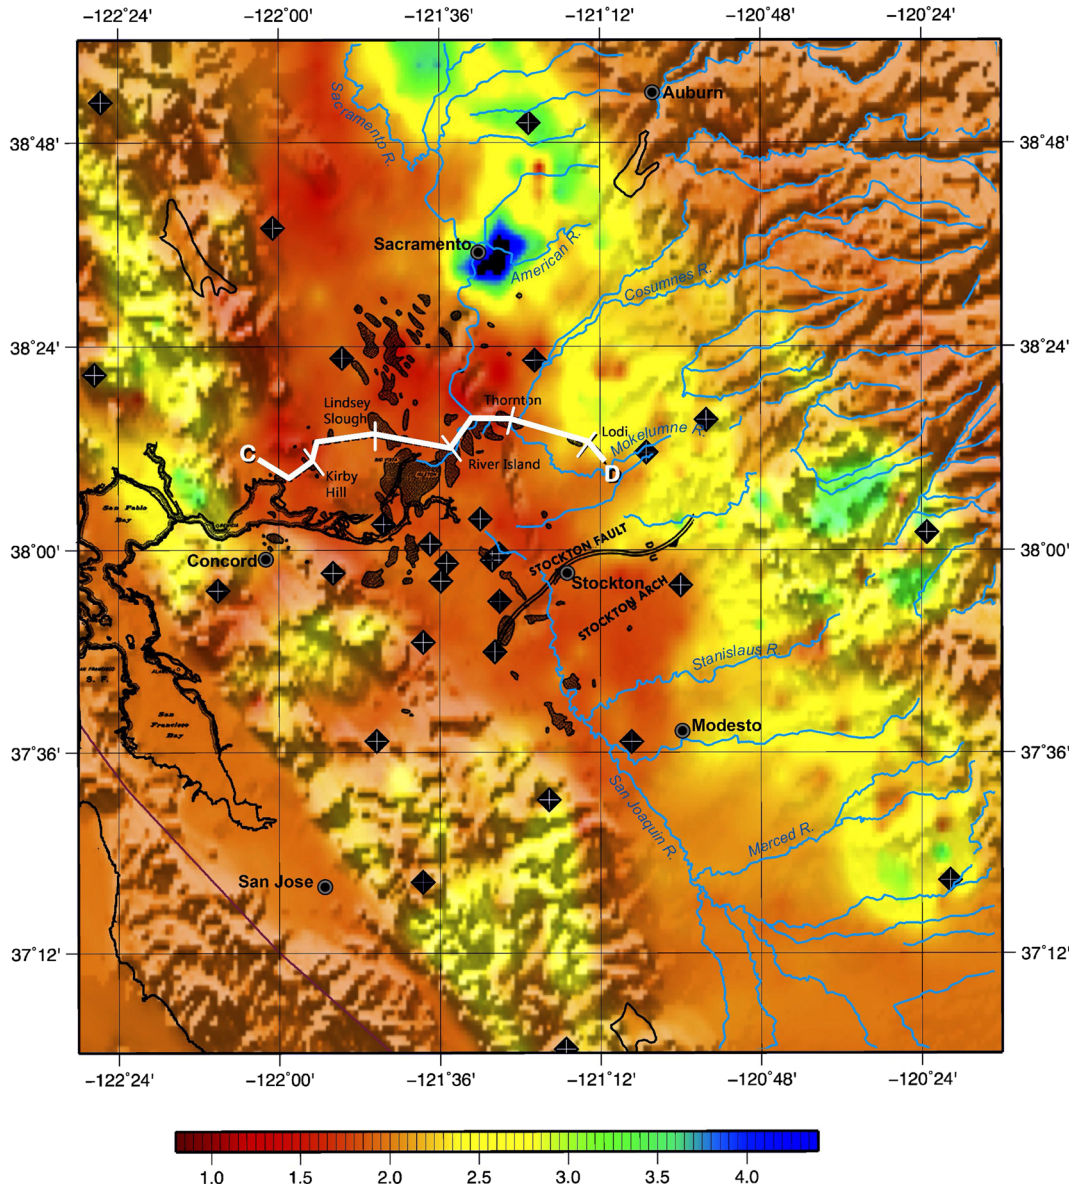 −122˚24' −122˚00' −121˚36' −121˚12' −120˚48' −120˚24'
Auburn
Sacramento R.
38˚48' 38˚48'
Sacramento
American R.
Cosumnes R.
38˚24' 38˚24'
Thornton
Lindsey
Slough
Lodi
Mokelumne R.
C
River Island
D
Kirby
Hill
San Pablo
Bay
STOCKTON FAULT
D
U
38˚00' 38˚00'
Concord
Stockton
STOCKTON ARCH
Stanislaus R.
SAN FRANCISCO
S. F.
San
Francisco
Bay
Modesto
37˚36' 37˚36'
San Joaquin R.
Merced R.
San Jose
37˚12' 37˚12'
−122˚24' −122˚00' −121˚36' −121˚12' −120˚48' −120˚24'
1.0 1.5 2.0 2.5 3.0 3.5 4.0